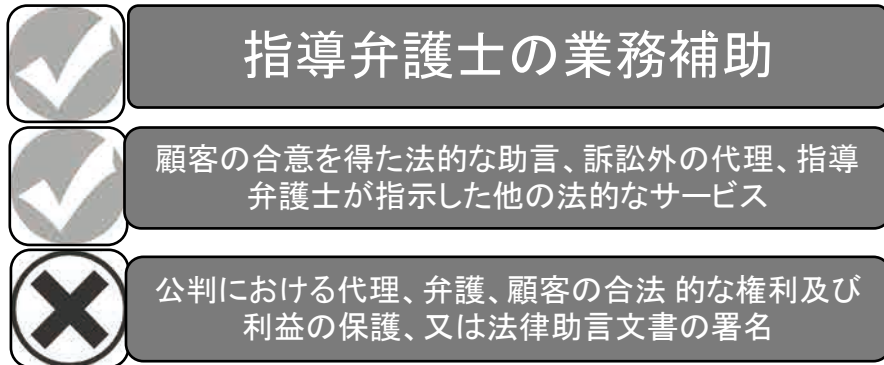 指導弁護士の業務補助
顧客の合意を得た法的な助言、訴訟外の代理、指導
弁護士が指示した他の法的なサービス
公判における代理、弁護、顧客の合法 的な権利及び
利益の保護、又は法律助言文書の署名